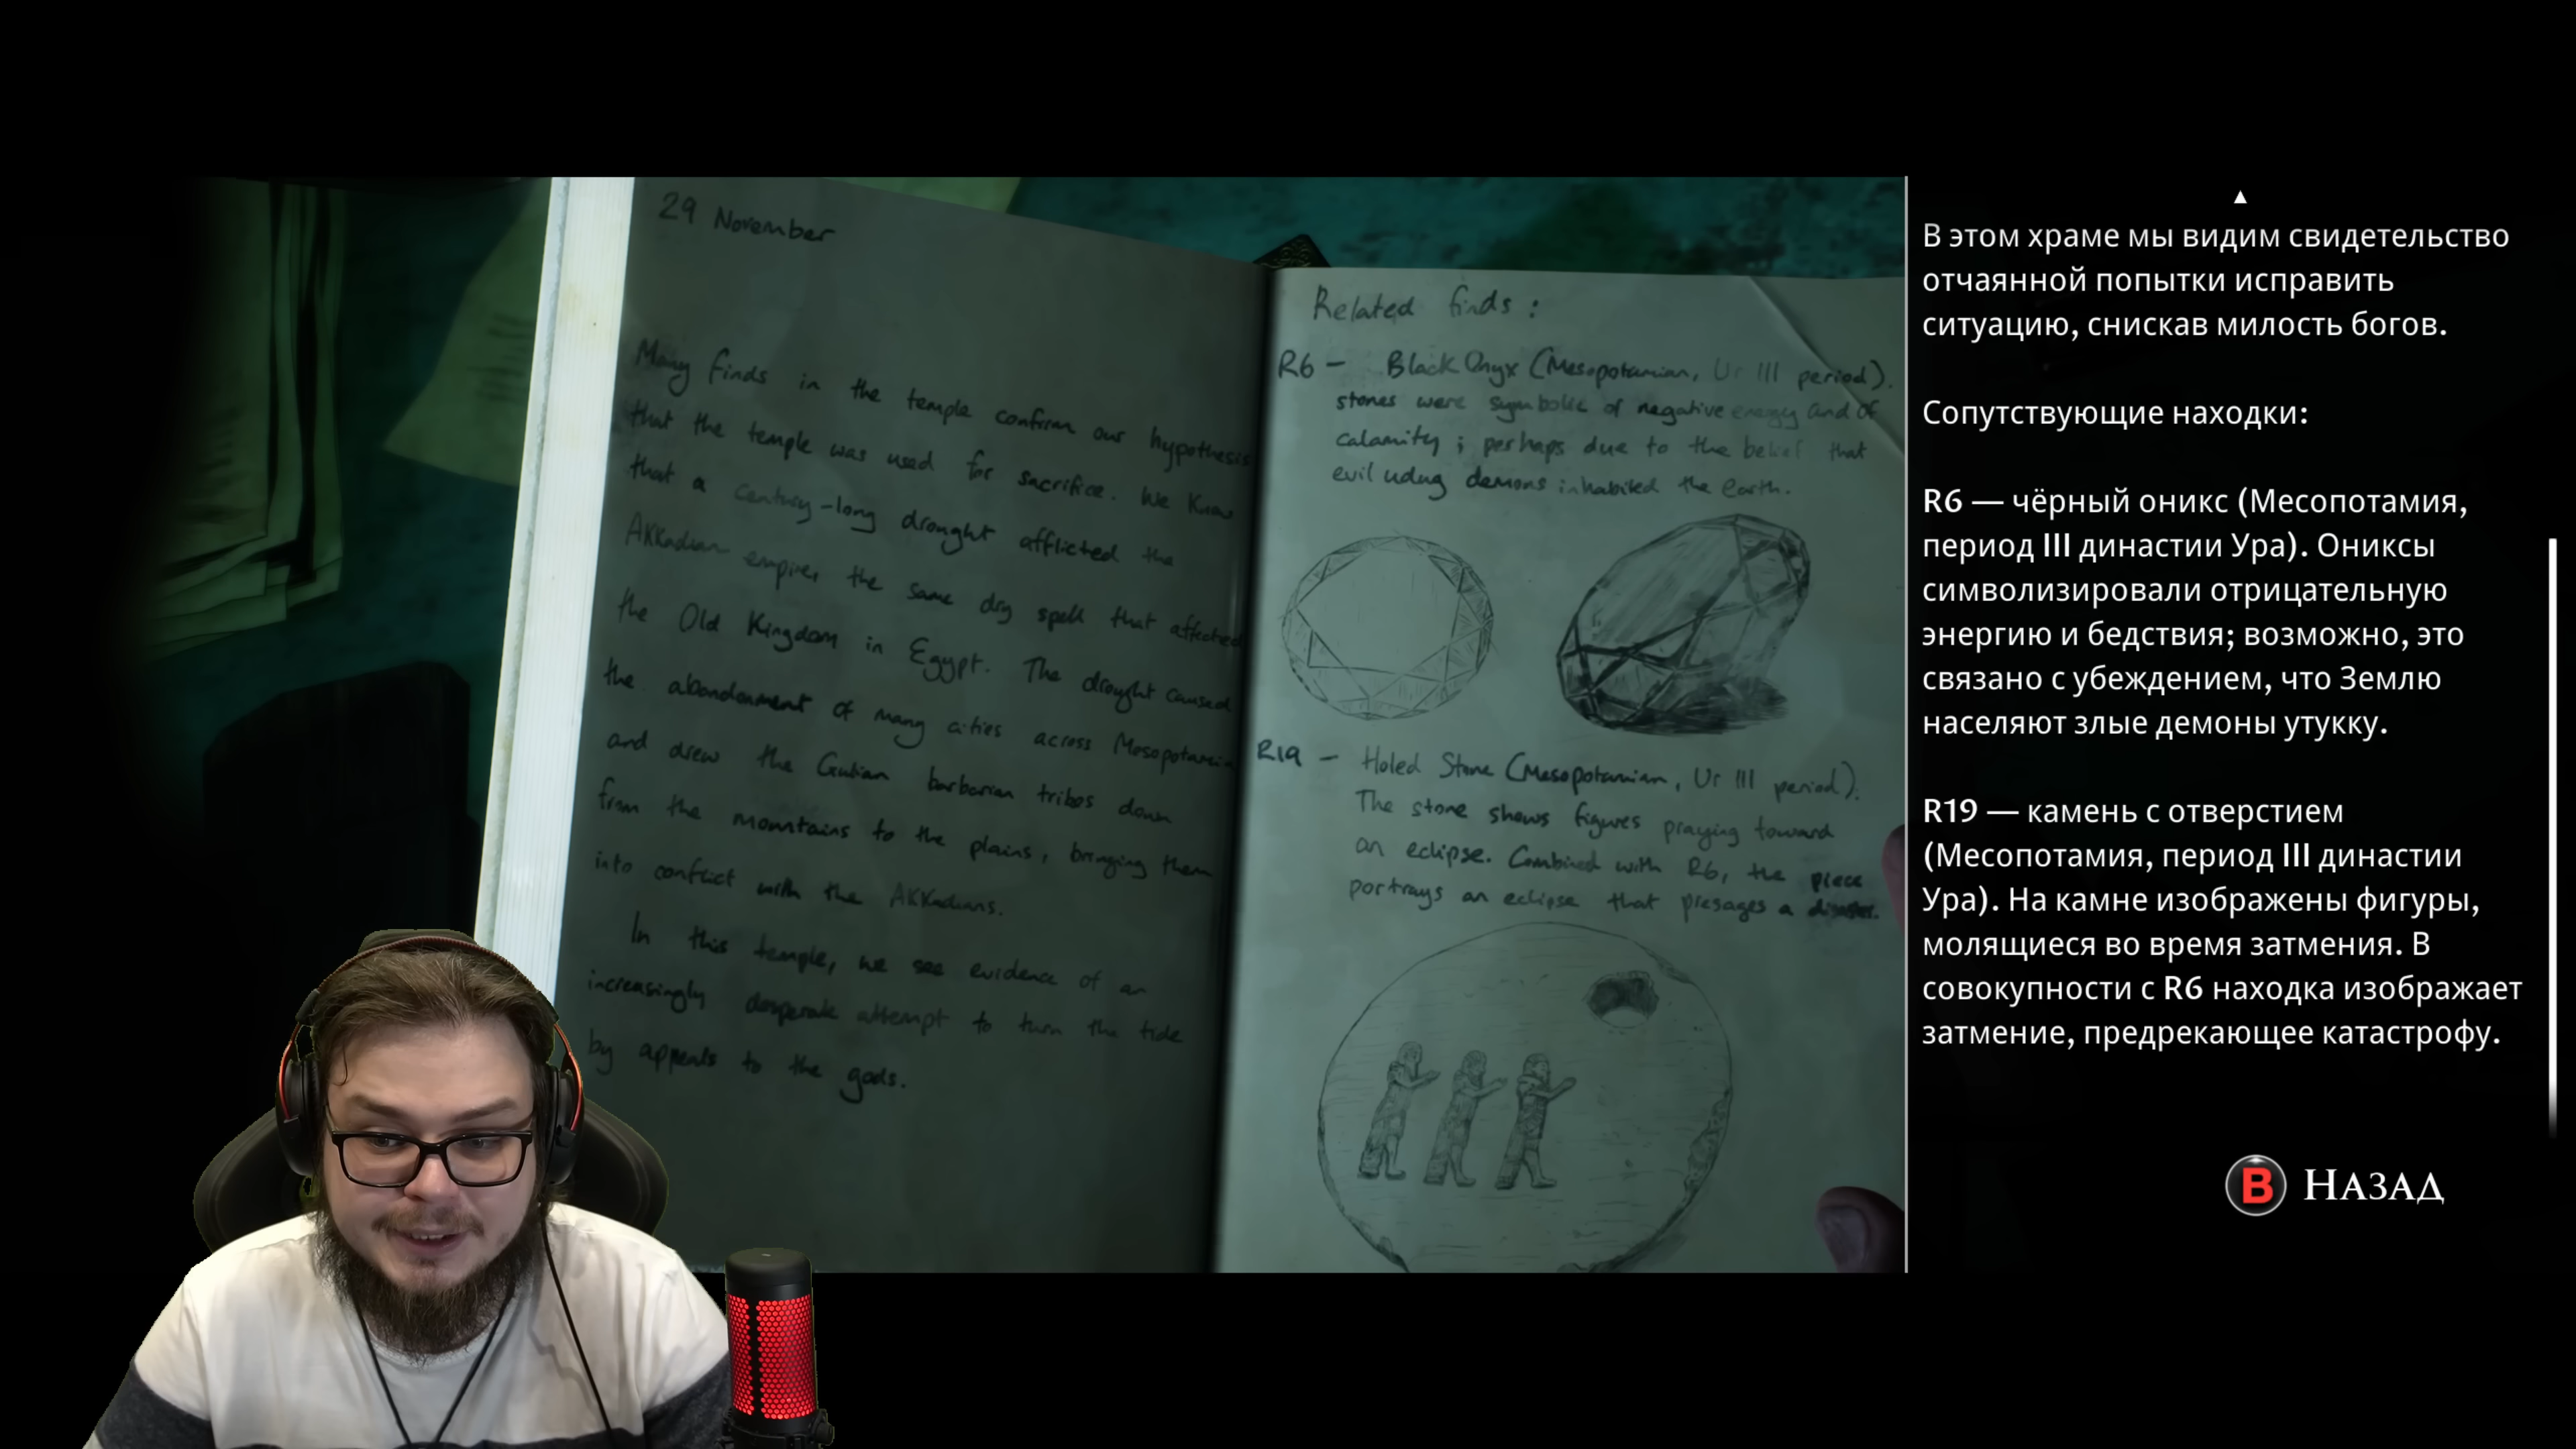 29 November
Many finds in the temple confirm our hypothesis
that the temple was used for sacrifice. We know
that a century-long drought afflicted the
Akkadian empire, the same dry spell that affected
the Old Kingdom in Egypt. The drought caused
the abandonment of many cities across Mesopotamia
and drew the Gutian barbarian tribes down
from the mountains to the plains, bringing them
into conflict with the Akkadians.
In this temple, we see evidence of an
increasingly desperate attempt to turn the tide
by appeals to the gods.
Related finds:
R6 - Black Onyx (Mesopotamian, Ur III period).
stones were symbolic of negative energy and of
calamity; perhaps due to the belief that
evil udug demons inhabited the earth.
R19 - Holed Stone (Mesopotamian, Ur III period).
The stone shows figures praying toward
an eclipse. Combined with R6, the piece
portrays an eclipse that presages a disaster.
В этом храме мы видим свидетельство
отчаянной попытки исправить
ситуацию, снискав милость богов.
Сопутствующие находки:
R6 — чёрный оникс (Месопотамия,
период III династии Ура). Ониксы
символизировали отрицательную
энергию и бедствия; возможно, это
связано с убеждением, что Землю
населяют злые демоны утукку.
R19 — камень с отверстием
(Месопотамия, период III династии
Ура). На камне изображены фигуры,
молящиеся во время затмения. В
совокупности с R6 находка изображает
затмение, предрекающее катастрофу.
B Назад